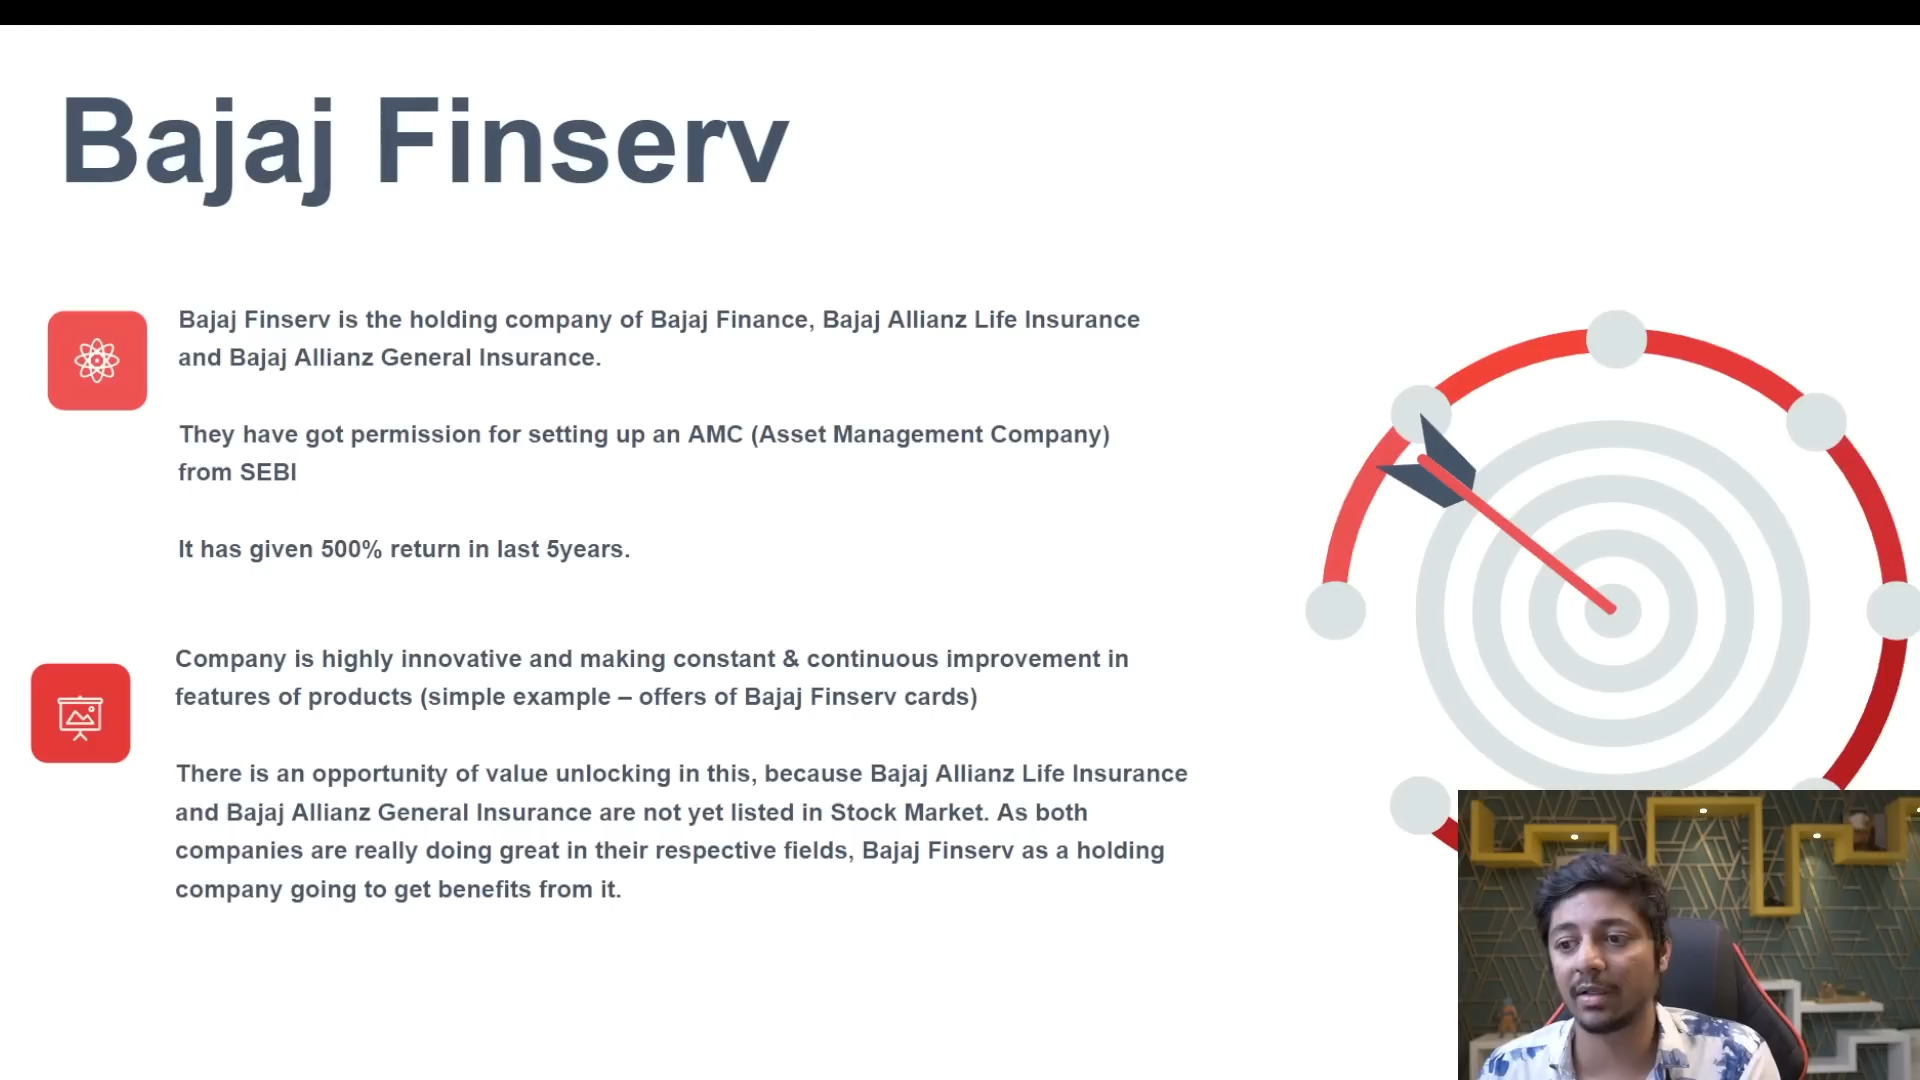 Bajaj Finserv
Bajaj Finserv is the holding company of Bajaj Finance, Bajaj Allianz Life Insurance
and Bajaj Allianz General Insurance.
They have got permission for setting up an AMC (Asset Management Company)
from SEBI
It has given 500% return in last 5years.
Company is highly innovative and making constant & continuous improvement in
features of products (simple example – offers of Bajaj Finserv cards)
There is an opportunity of value unlocking in this, because Bajaj Allianz Life Insurance
and Bajaj Allianz General Insurance are not yet listed in Stock Market. As both
companies are really doing great in their respective fields, Bajaj Finserv as a holding
company going to get benefits from it.